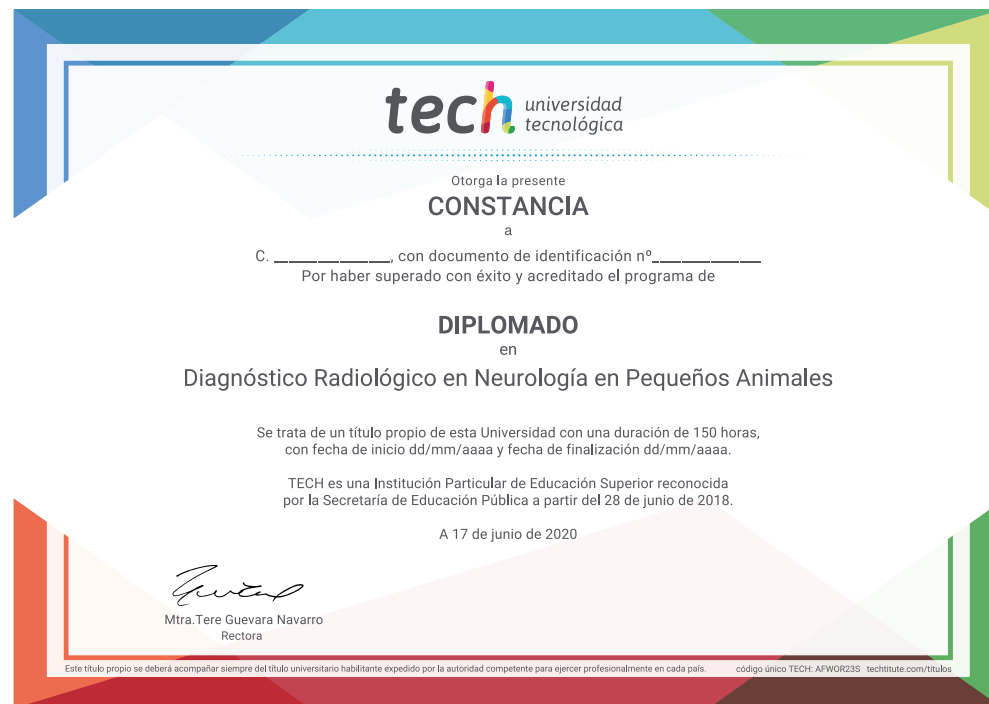 tech universidad
tecnológica
Otorga la presente
CONSTANCIA
a
C. ______________, con documento de identificación nº_____________
Por haber superado con éxito y acreditado el programa de
DIPLOMADO
en
Diagnóstico Radiológico en Neurología en Pequeños Animales
Se trata de un título propio de esta Universidad con una duración de 150 horas,
con fecha de inicio dd/mm/aaaa y fecha de finalización dd/mm/aaaa.
TECH es una Institución Particular de Educación Superior reconocida
por la Secretaría de Educación Pública a partir del 28 de junio de 2018.
A 17 de junio de 2020
Mtra.Tere Guevara Navarro
Rectora
Este título propio se deberá acompañar siempre del título universitario habilitante expedido por la autoridad competente para ejercer profesionalmente en cada país. código único TECH: AFWOR23S techtitute.com/titulos